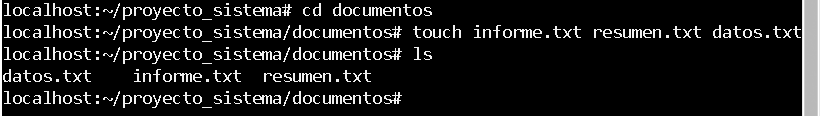 localhost:~/proyecto_sistema# cd documentos
localhost:~/proyecto_sistema/documentos# touch informe.txt resumen.txt datos.txt
localhost:~/proyecto_sistema/documentos# ls
datos.txt    informe.txt  resumen.txt
localhost:~/proyecto_sistema/documentos#